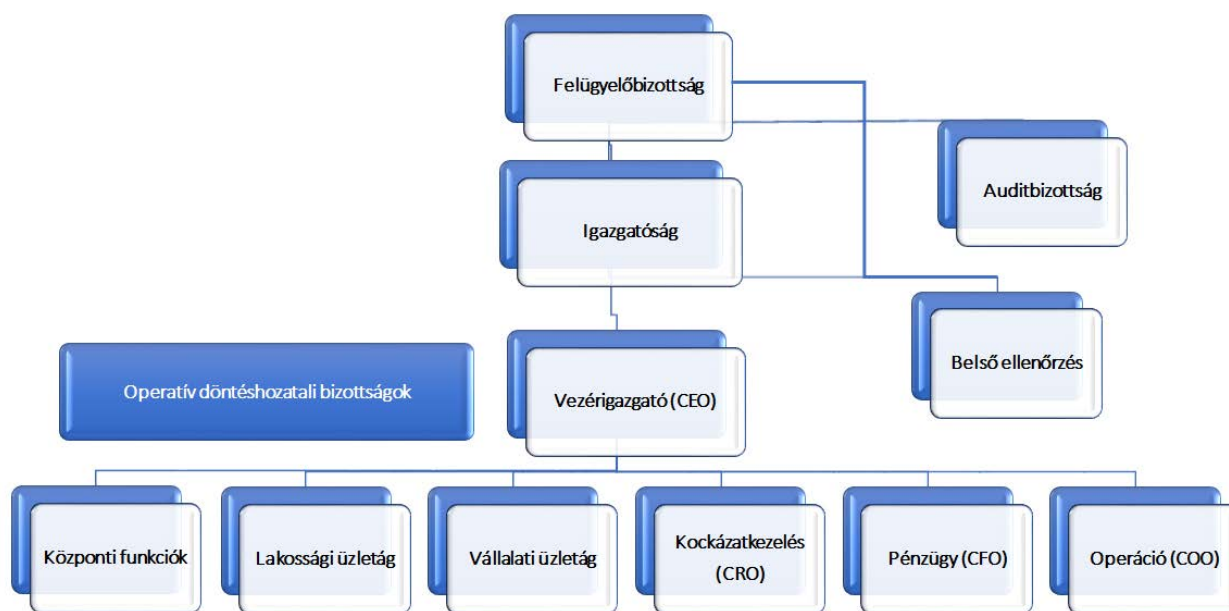 Felügyelőbizottság
Auditbizottság
Igazgatóság
Belső ellenőrzés
Operatív döntéshozatali bizottságok
Vezérigazgató (CEO)
Központi funkciók
Lakossági üzletág
Vállalati üzletág
Kockázatkezelés
(CRO)
Pénzügy (CFO)
Operáció (COO)